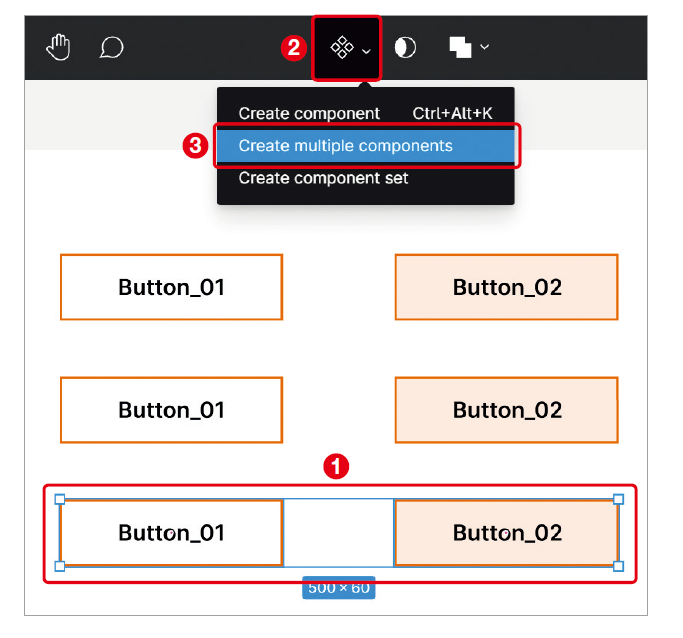 2
Create component Ctrl+Alt+K
3 Create multiple components
Create component set
Button_01 Button_02
Button_01 Button_02
1
Button_01 Button_02
500 × 60